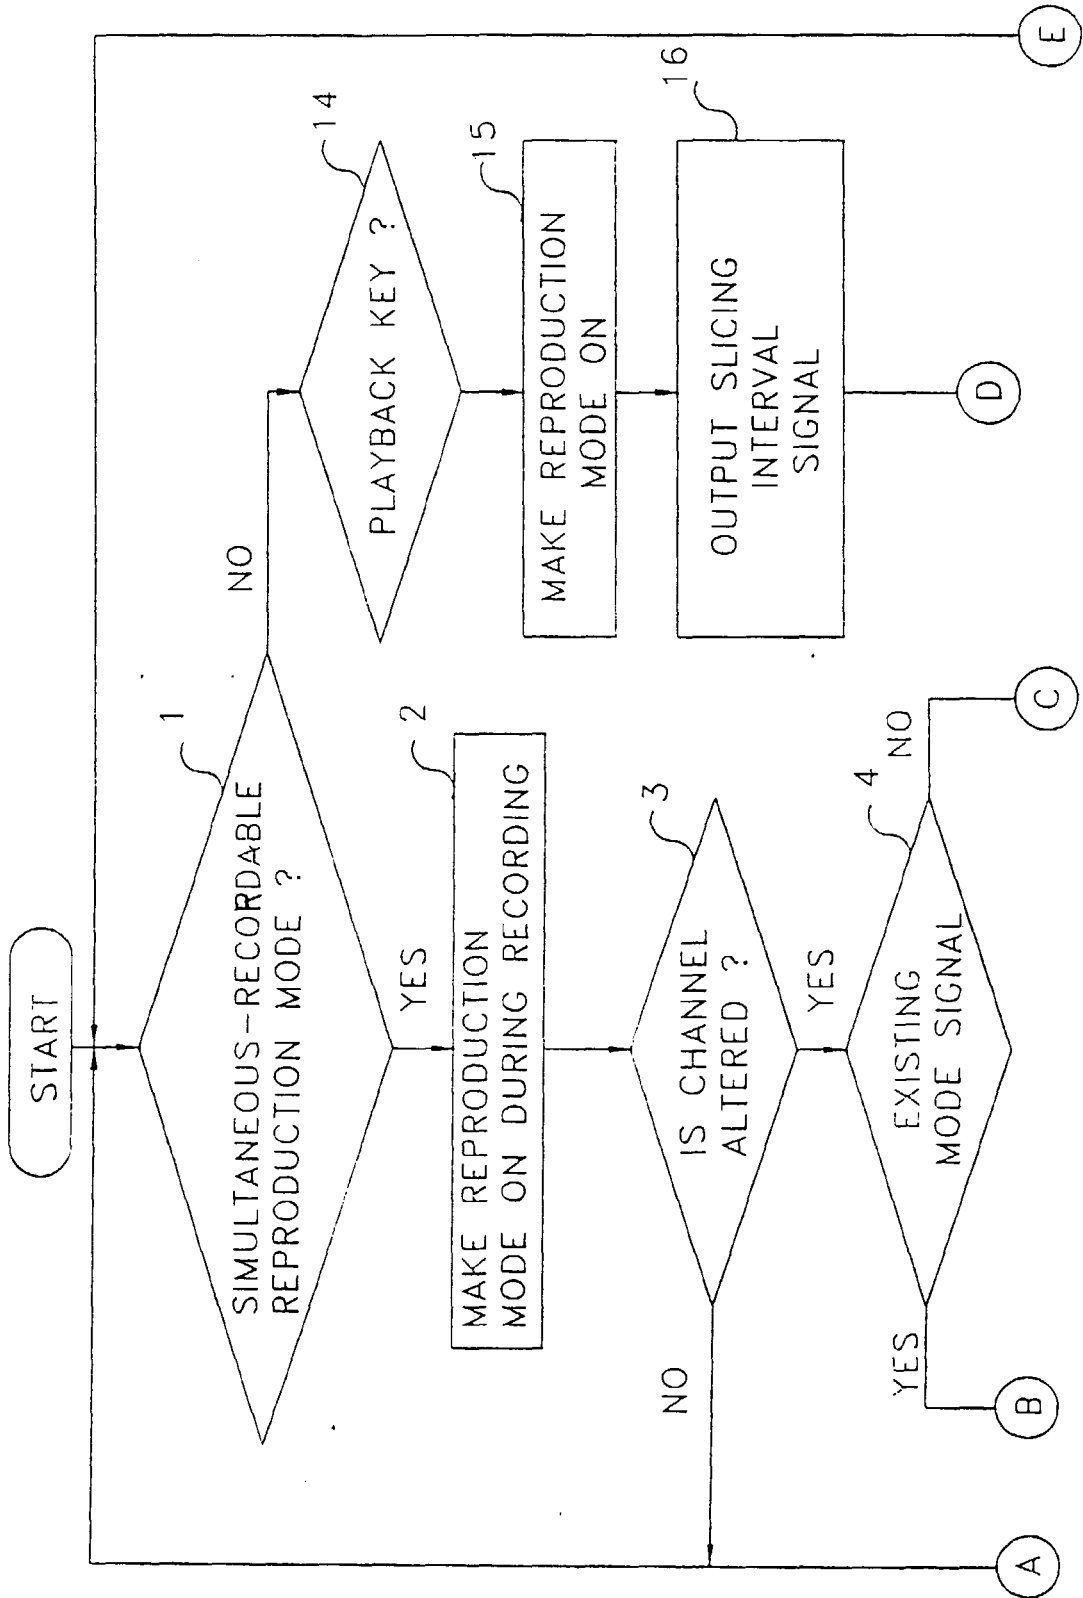 START
1
SIMULTANEOUS-RECORDABLE
REPRODUCTION MODE ?
NO
YES
2
MAKE REPRODUCTION
MODE ON DURING RECORDING
3
IS CHANNEL
ALTERED ?
NO
YES
4
EXISTING
MODE SIGNAL
YES
NO
14
PLAYBACK KEY ?
15
MAKE REPRODUCTION
MODE ON
16
OUTPUT SLICING
INTERVAL
SIGNAL
A
B
C
D
E